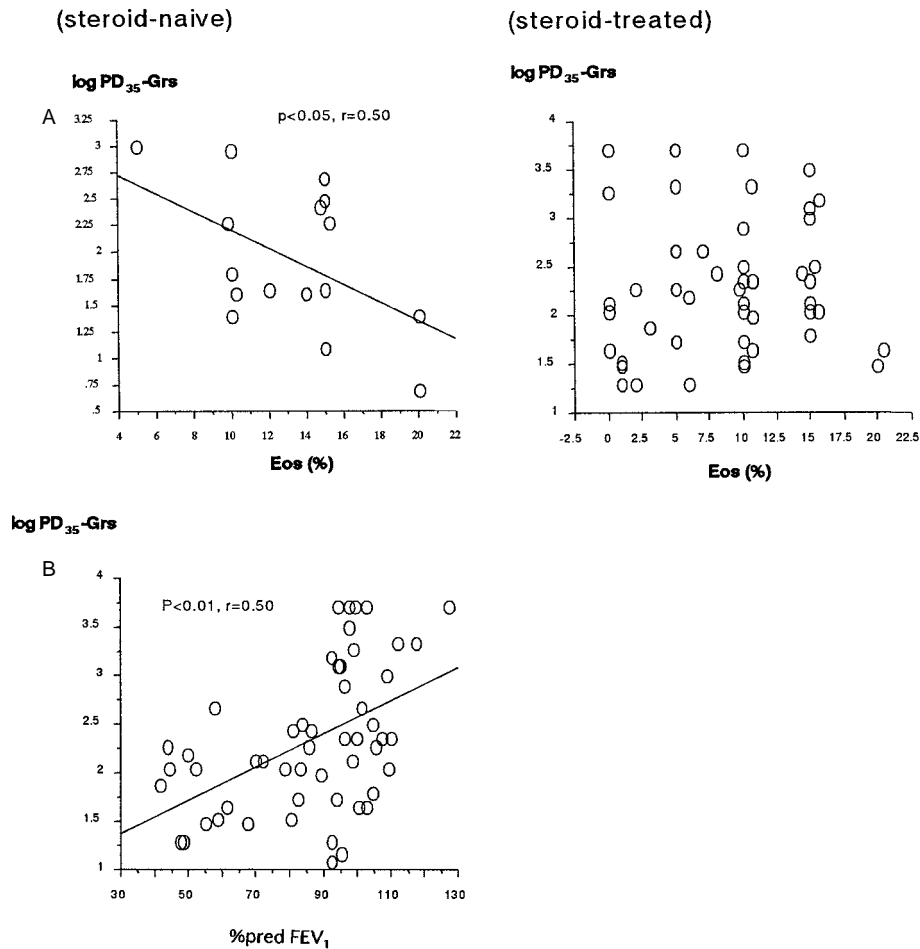 (steroid-naive)
(steroid-treated)
log PD35-Grs
log PD35-Grs
A
p<0.05, r=0.50
3.25
3
2.75
2.5
2.25
2
1.75
1.5
1.25
1
.75
.5
4 6 8 10 12 14 16 18 20 22
Eos (%)
4
3.5
3
2.5
2
1.5
1
-2.5 0 2.5 5 7.5 10 12.5 15 17.5 20 22.5
Eos (%)
log PD35-Grs
B
P<0.01, r=0.50
4
3.5
3
2.5
2
1.5
1
30 50 70 90 110 130
%pred FEV1